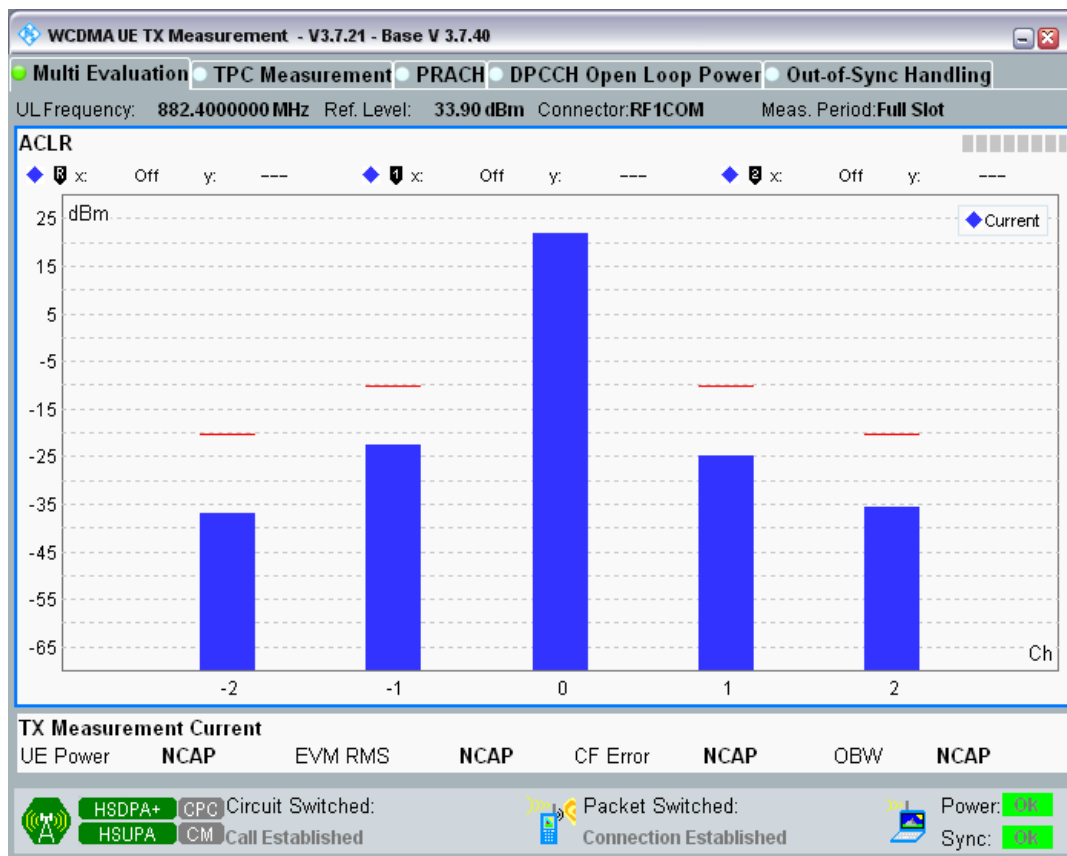 WCDMA UE TX Measurement - V3.7.21 - Base V 3.7.40
Multi Evaluation TPC Measurement PRACH DPCCH Open Loop Power Out-of-Sync Handling
UL Frequency: 882.4000000 MHz Ref. Level: 33.90 dBm Connector:RF1COM Meas. Period:Full Slot
ACLR
R x: Off y: --- 1 x: Off y: --- 2 x: Off y: ---
dBm
Current
25
15
5
-5
-15
-25
-35
-45
-55
-65
Ch
-2 -1 0 1 2
TX Measurement Current
UE Power NCAP EVM RMS NCAP CF Error NCAP OBW NCAP
HSDPA+ CPC Circuit Switched: Packet Switched: Power: Ok
HSUPA CM Call Established Connection Established Sync: Ok